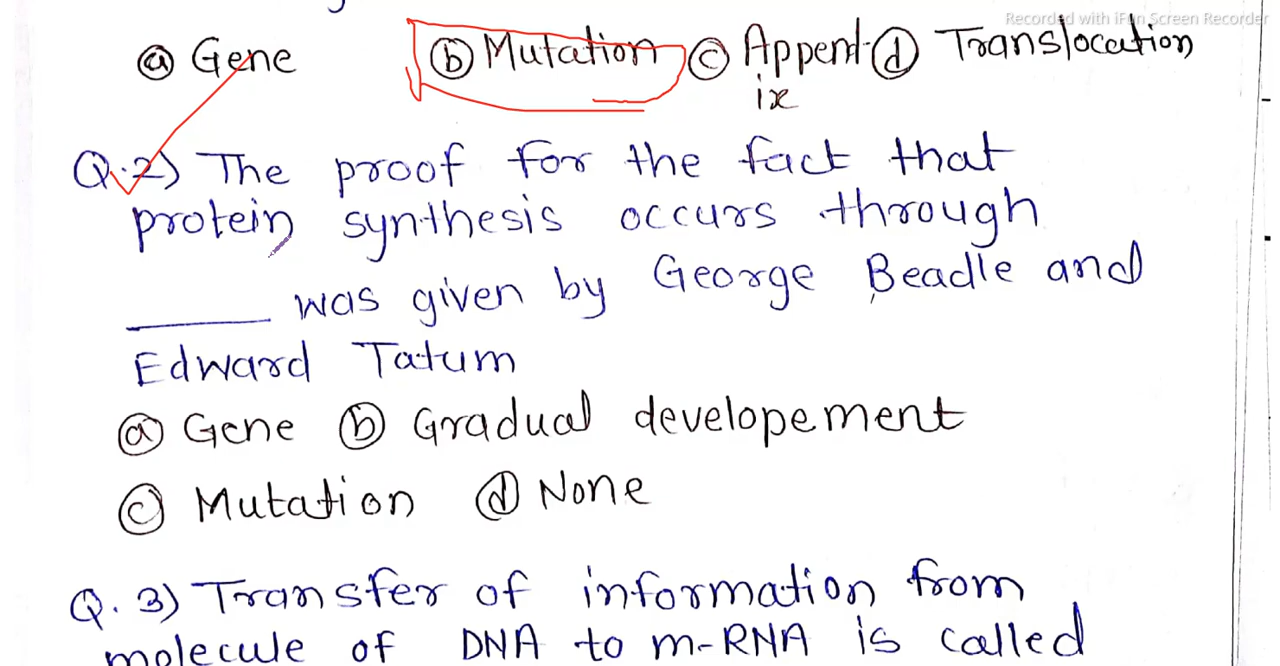 Recorded with iFun Screen Recorder
ⓐ Gene ⓑ Mutation ⓒ Append- ⓓ Translocation
ix
Q.2) The proof for the fact that
protein synthesis occurs through
______ was given by George Beadle and
Edward Tatum
ⓐ Gene ⓑ Gradual developement
ⓒ Mutation ⓓ None
Q. 3) Transfer of information from
molecule of DNA to m-RNA is called